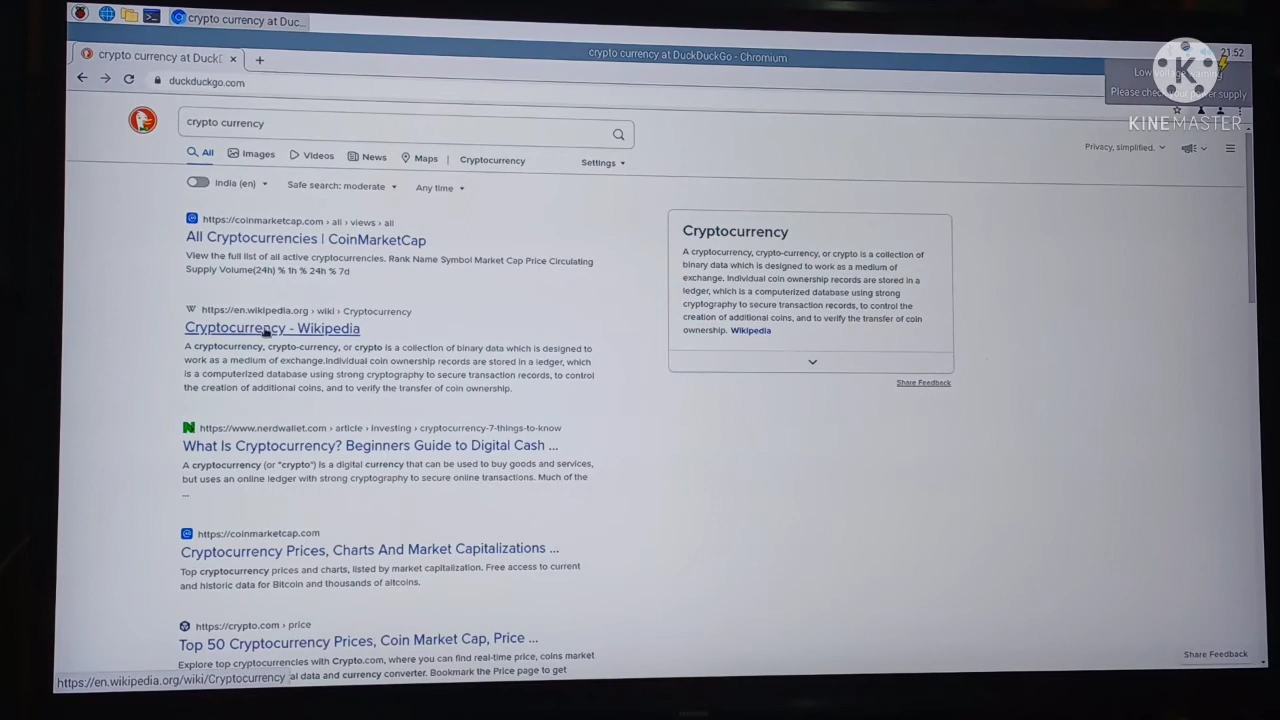 crypto currency at Duc...
crypto currency at DuckDuckGo - Chromium
21:52
crypto currency at Duck
Please check your power supply
duckduckgo.com
KINEMASTER
crypto currency
All Images Videos News Maps | Cryptocurrency Settings
Privacy, simplified.
India (en) Safe search: moderate Any time
https://coinmarketcap.com › all › views › all
All Cryptocurrencies | CoinMarketCap
View the full list of all active cryptocurrencies. Rank Name Symbol Market Cap Price Circulating
Supply Volume(24h) % 1h % 24h % 7d
W https://en.wikipedia.org › wiki › Cryptocurrency
Cryptocurrency - Wikipedia
A cryptocurrency, crypto-currency, or crypto is a collection of binary data which is designed to
work as a medium of exchange.Individual coin ownership records are stored in a ledger, which
is a computerized database using strong cryptography to secure transaction records, to control
the creation of additional coins, and to verify the transfer of coin ownership.
N https://www.nerdwallet.com › article › investing › cryptocurrency-7-things-to-know
What Is Cryptocurrency? Beginners Guide to Digital Cash ...
A cryptocurrency (or "crypto") is a digital currency that can be used to buy goods and services,
but uses an online ledger with strong cryptography to secure online transactions. Much of the
...
https://coinmarketcap.com
Cryptocurrency Prices, Charts And Market Capitalizations ...
Top cryptocurrency prices and charts, listed by market capitalization. Free access to current
and historic data for Bitcoin and thousands of altcoins.
https://crypto.com › price
Top 50 Cryptocurrency Prices, Coin Market Cap, Price ...
Explore top cryptocurrencies with Crypto.com, where you can find real-time price, coins market
al data and currency converter. Bookmark the Price page to get
https://en.wikipedia.org/wiki/Cryptocurrency
Cryptocurrency
A cryptocurrency, crypto-currency, or crypto is a collection of
binary data which is designed to work as a medium of
exchange. Individual coin ownership records are stored in a
ledger, which is a computerized database using strong
cryptography to secure transaction records, to control the
creation of additional coins, and to verify the transfer of coin
ownership. Wikipedia
Share Feedback
Share Feedback